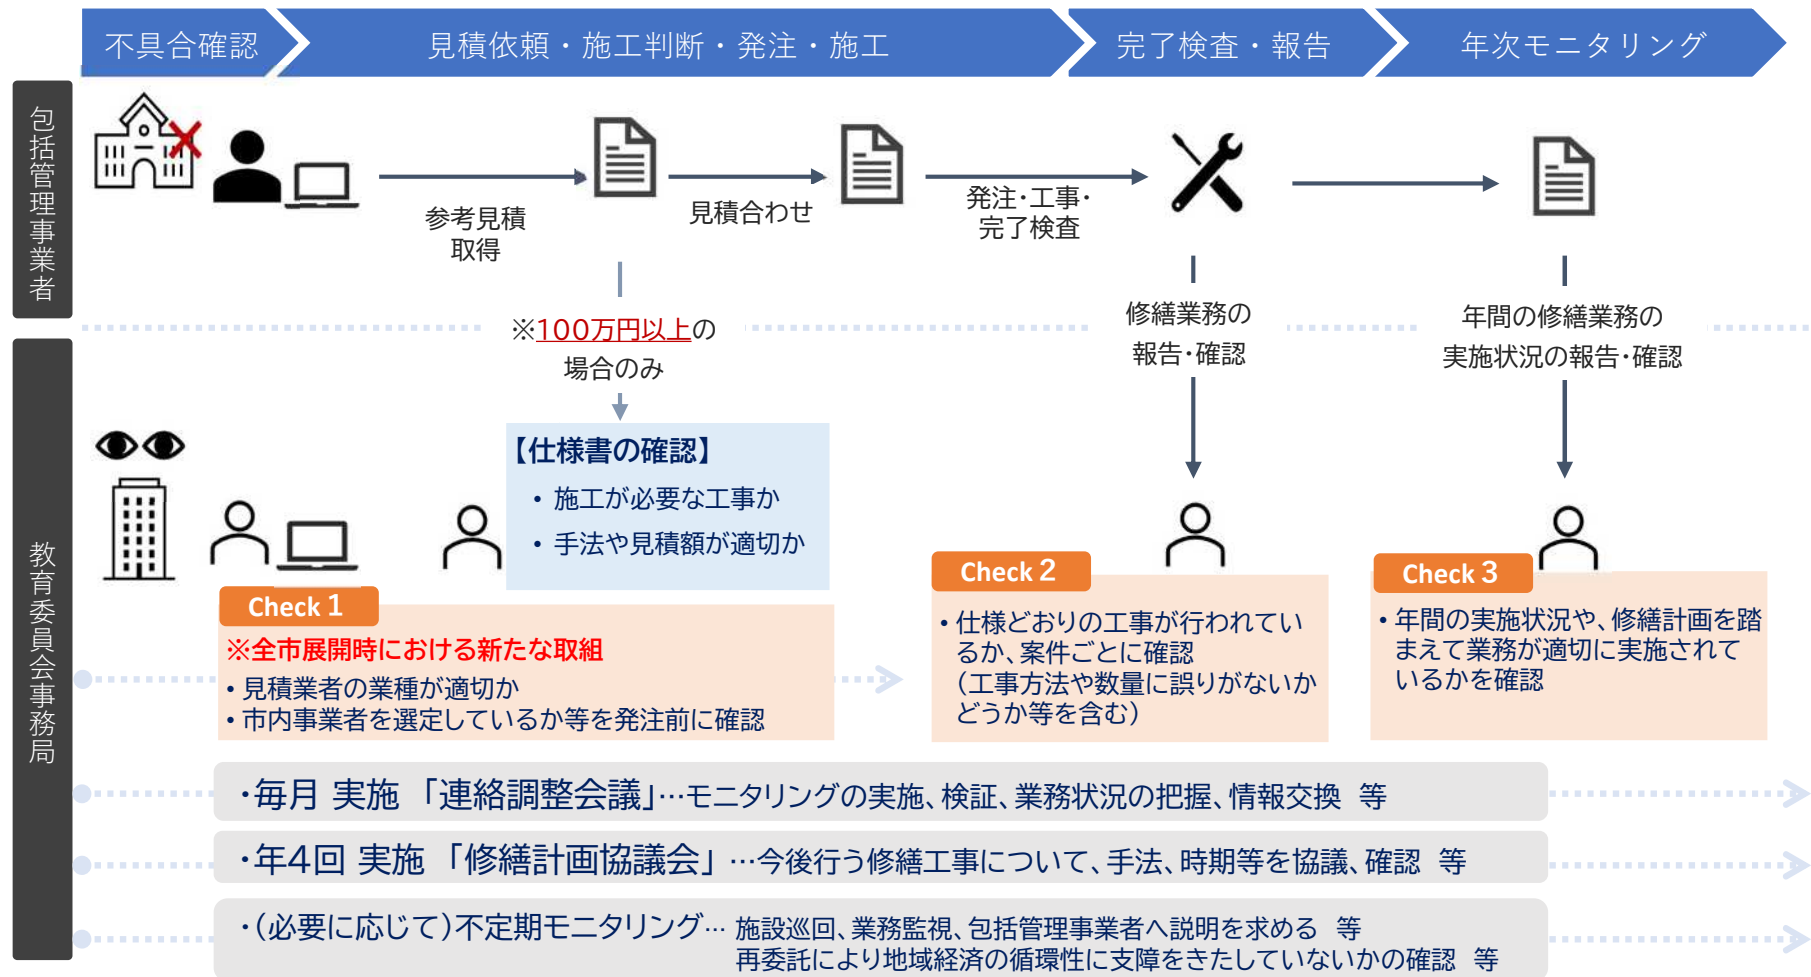 不具合確認
見積依頼・施工判断・発注・施工
完了検査・報告
年次モニタリング
包括管理事業者
参考見積
取得
見積合わせ
発注・工事・
完了検査
※100万円以上の
場合のみ
修繕業務の
報告・確認
年間の修繕業務の
実施状況の報告・確認
教育委員会事務局
【仕様書の確認】
・ 施工が必要な工事か
・ 手法や見積額が適切か
Check 1
※全市展開時における新たな取組
・見積業者の業種が適切か
・市内事業者を選定しているか等を発注前に確認
Check 2
・仕様どおりの工事が行われてい
るか、案件ごとに確認
（工事方法や数量に誤りがないか
どうか等を含む）
Check 3
・年間の実施状況や、修繕計画を踏
まえて業務が適切に実施されて
いるかを確認
・毎月 実施 「連絡調整会議」…モニタリングの実施、検証、業務状況の把握、情報交換 等
・年4回 実施 「修繕計画協議会」 …今後行う修繕工事について、手法、時期等を協議、確認 等
・（必要に応じて）不定期モニタリング… 施設巡回、業務監視、包括管理事業者へ説明を求める 等
再委託により地域経済の循環性に支障をきたしていないかの確認 等